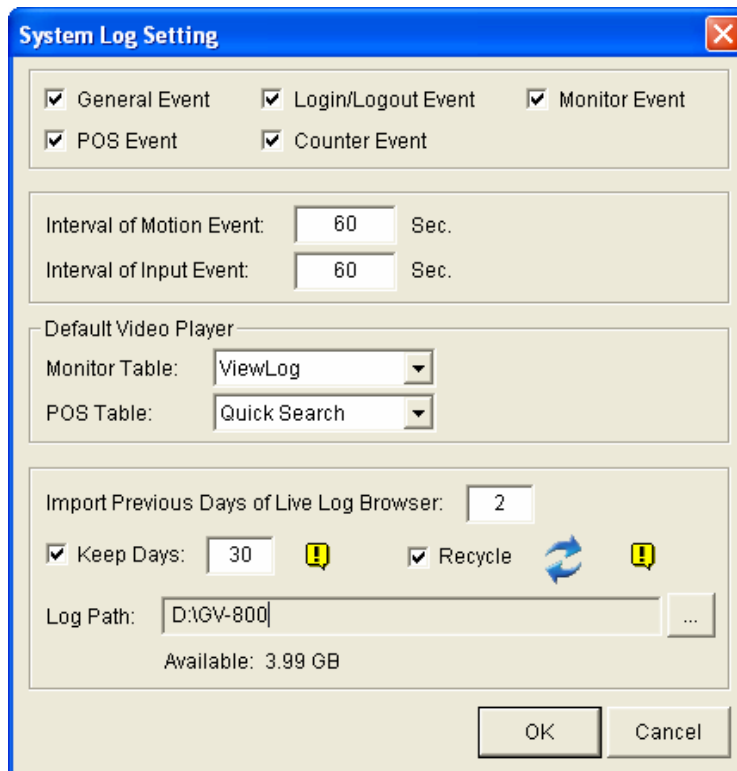 System Log Setting
General Event Login/Logout Event Monitor Event
POS Event Counter Event
Interval of Motion Event: 60 Sec.
Interval of Input Event: 60 Sec.
Default Video Player
Monitor Table: ViewLog
POS Table: Quick Search
Import Previous Days of Live Log Browser: 2
Keep Days: 30 ! Recycle !
Log Path: D:\GV-800 ...
Available: 3.99 GB
OK Cancel